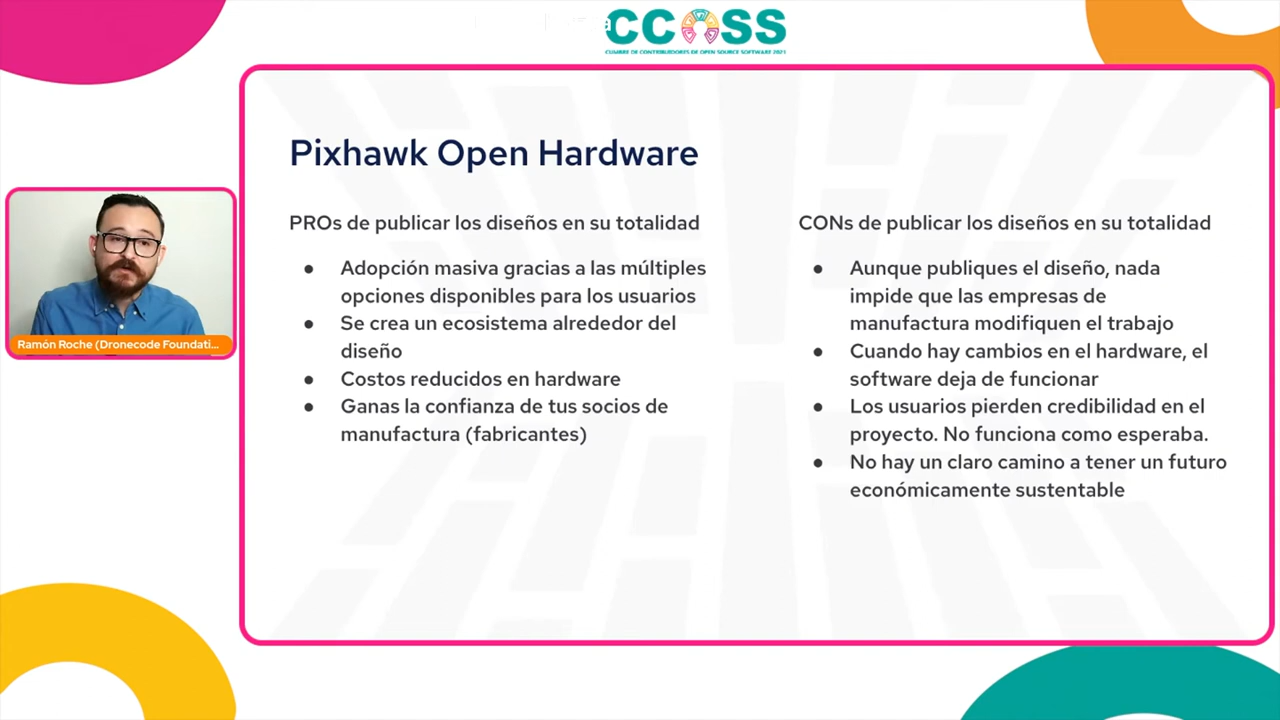 CCOSS
CUMBRE DE CONTRIBUIDORES DE OPEN SOURCE SOFTWARE 2021
Pixhawk Open Hardware
PROs de publicar los diseños en su totalidad
● Adopción masiva gracias a las múltiples
opciones disponibles para los usuarios
● Se crea un ecosistema alrededor del
diseño
● Costos reducidos en hardware
● Ganas la confianza de tus socios de
manufactura (fabricantes)
CONs de publicar los diseños en su totalidad
● Aunque publiques el diseño, nada
impide que las empresas de
manufactura modifiquen el trabajo
● Cuando hay cambios en el hardware, el
software deja de funcionar
● Los usuarios pierden credibilidad en el
proyecto. No funciona como esperaba.
● No hay un claro camino a tener un futuro
económicamente sustentable
Ramón Roche (Dronecode Foundati...